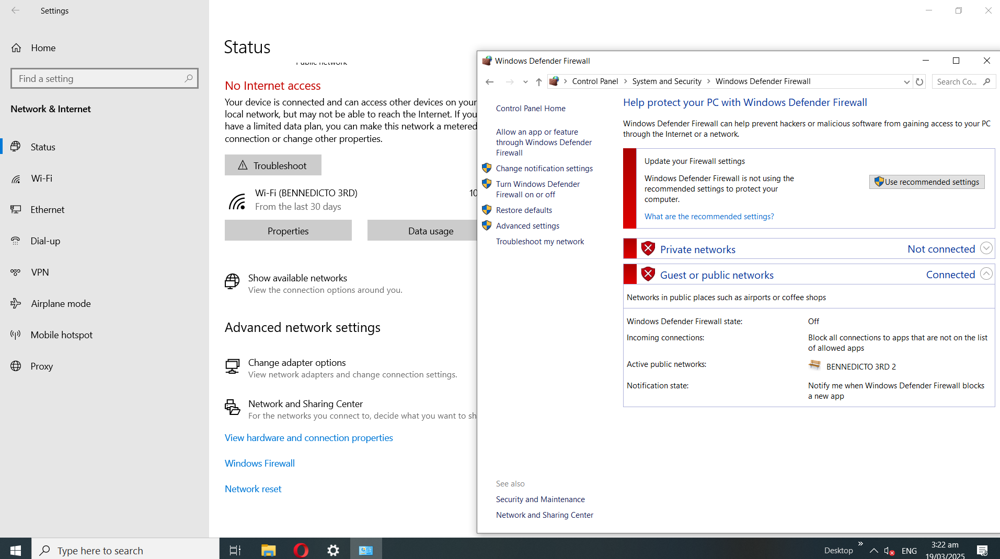 Settings
Home
Find a setting
Network & Internet
Status
Wi-Fi
Ethernet
Dial-up
VPN
Airplane mode
Mobile hotspot
Proxy
Status
Public network
No Internet access
Your device is connected and can access other devices on your
local network, but may not be able to reach the Internet. If you
have a limited data plan, you can make this network a metered
connection or change other properties.
Troubleshoot
Wi-Fi (BENNEDICTO 3RD)
10
From the last 30 days
Properties
Data usage
Show available networks
View the connection options around you.
Advanced network settings
Change adapter options
View network adapters and change connection settings.
Network and Sharing Center
For the networks you connect to, decide what you want to sh
View hardware and connection properties
Windows Firewall
Network reset
Windows Defender Firewall
Control Panel > System and Security > Windows Defender Firewall
Search Co...
Control Panel Home
Allow an app or feature
through Windows Defender
Firewall
Change notification settings
Turn Windows Defender
Firewall on or off
Restore defaults
Advanced settings
Troubleshoot my network
See also
Security and Maintenance
Network and Sharing Center
Help protect your PC with Windows Defender Firewall
Windows Defender Firewall can help prevent hackers or malicious software from gaining access to your PC
through the Internet or a network.
Update your Firewall settings
Windows Defender Firewall is not using the
recommended settings to protect your
computer.
What are the recommended settings?
Use recommended settings
Private networks
Not connected
Guest or public networks
Connected
Networks in public places such as airports or coffee shops
Windows Defender Firewall state:
Off
Incoming connections:
Block all connections to apps that are not on the list
of allowed apps
Active public networks:
BENNEDICTO 3RD 2
Notification state:
Notify me when Windows Defender Firewall blocks
a new app
Type here to search
Desktop
ENG
3:22 am
19/03/2025